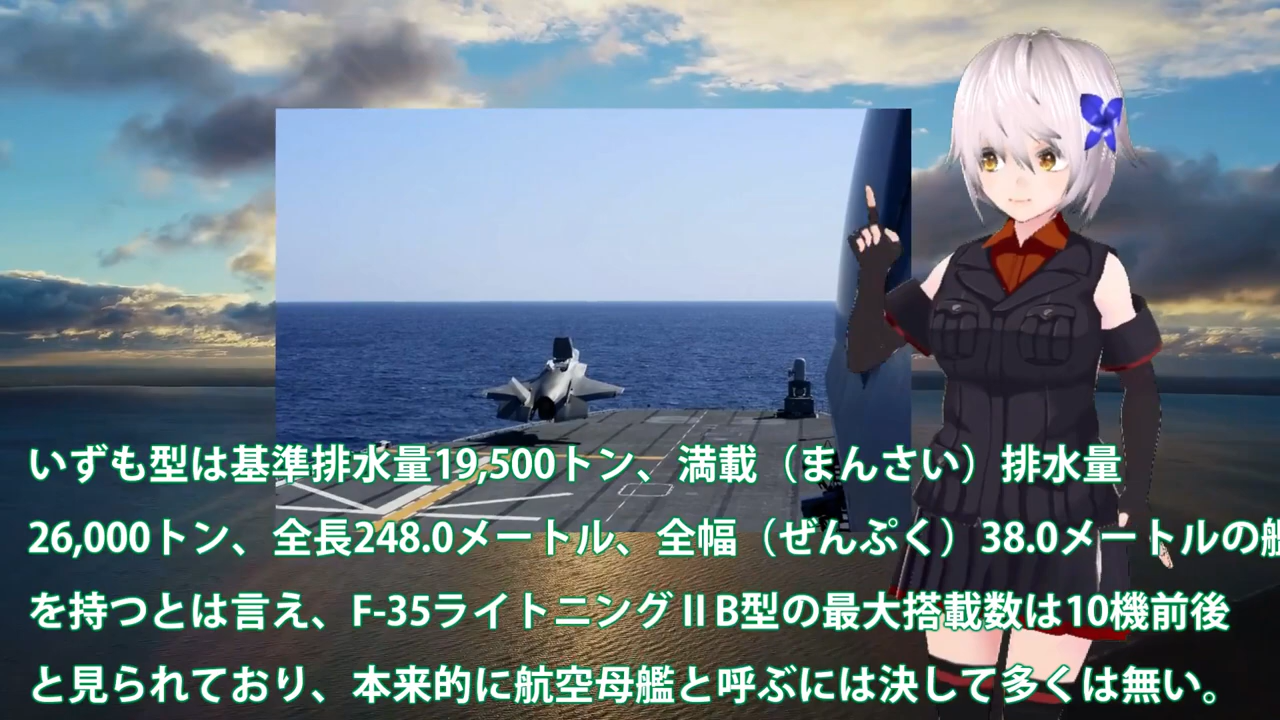 いずも型は基準排水量19,500トン、満載（まんさい）排水量
26,000トン、全長248.0メートル、全幅（ぜんぷく）38.0メートルの
を持つとは言え、F-35ライトニングⅡB型の最大搭載数は10機前後
と見られており、本来的に航空母艦と呼ぶには決して多くは無い。